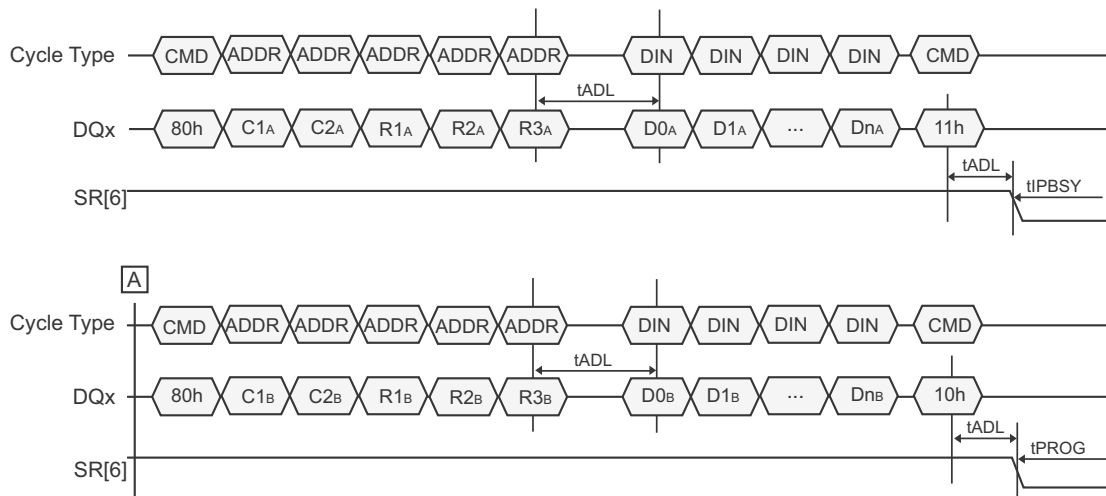 Cycle Type CMD ADDR ADDR ADDR ADDR ADDR DIN DIN DIN DIN CMD
tADL
DQx 80h C1A C2A R1A R2A R3A D0A D1A ... DnA 11h
tADL
SR[6] tIPBSY
A
Cycle Type CMD ADDR ADDR ADDR ADDR ADDR DIN DIN DIN DIN CMD
tADL
DQx 80h C1B C2B R1B R2B R3B D0B D1B ... DnB 10h
tADL
SR[6] tPROG